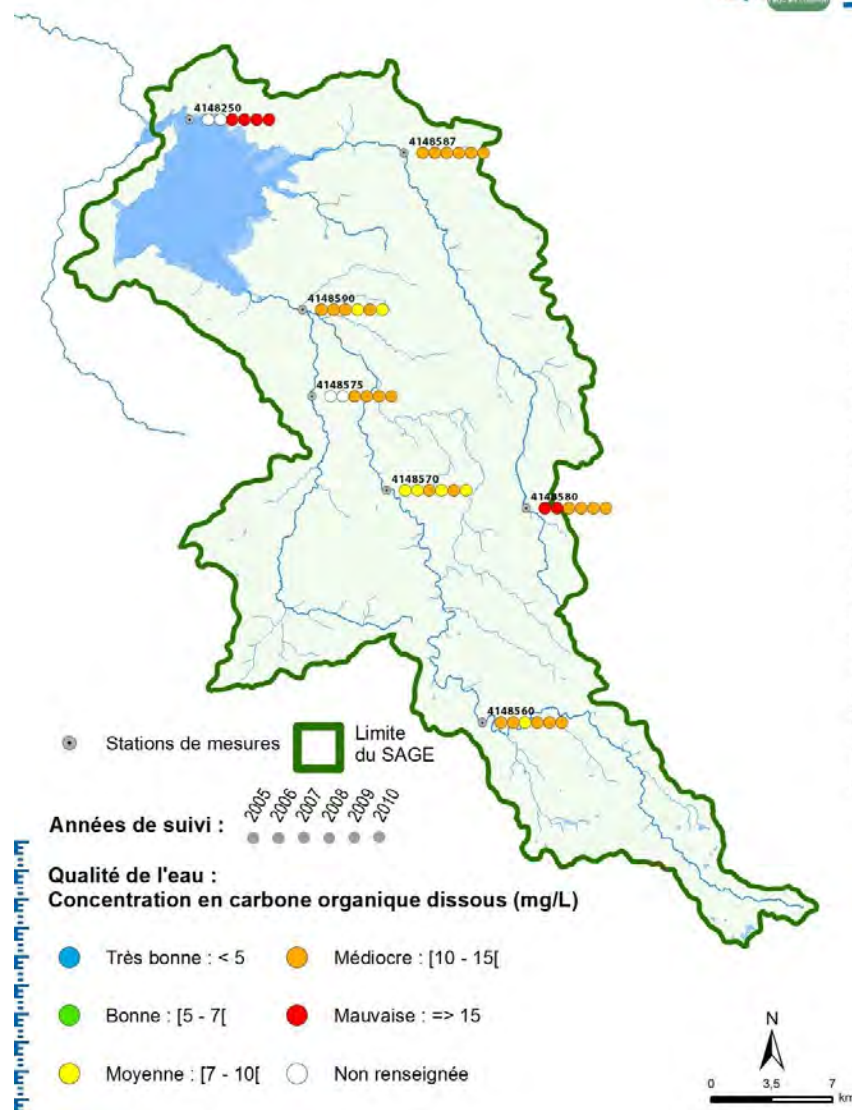 4148250
4148587
4148590
4148575
4148570
4148580
4148560
Stations de mesures
Limite
du SAGE
Années de suivi :
2005
2006
2007
2008
2009
2010
Qualité de l'eau :
Concentration en carbone organique dissous (mg/L)
Très bonne : < 5
Médiocre : [10 - 15[
Bonne : [5 - 7[
Mauvaise : => 15
Moyenne : [7 - 10[
Non renseignée
N
0 3,5 7
km